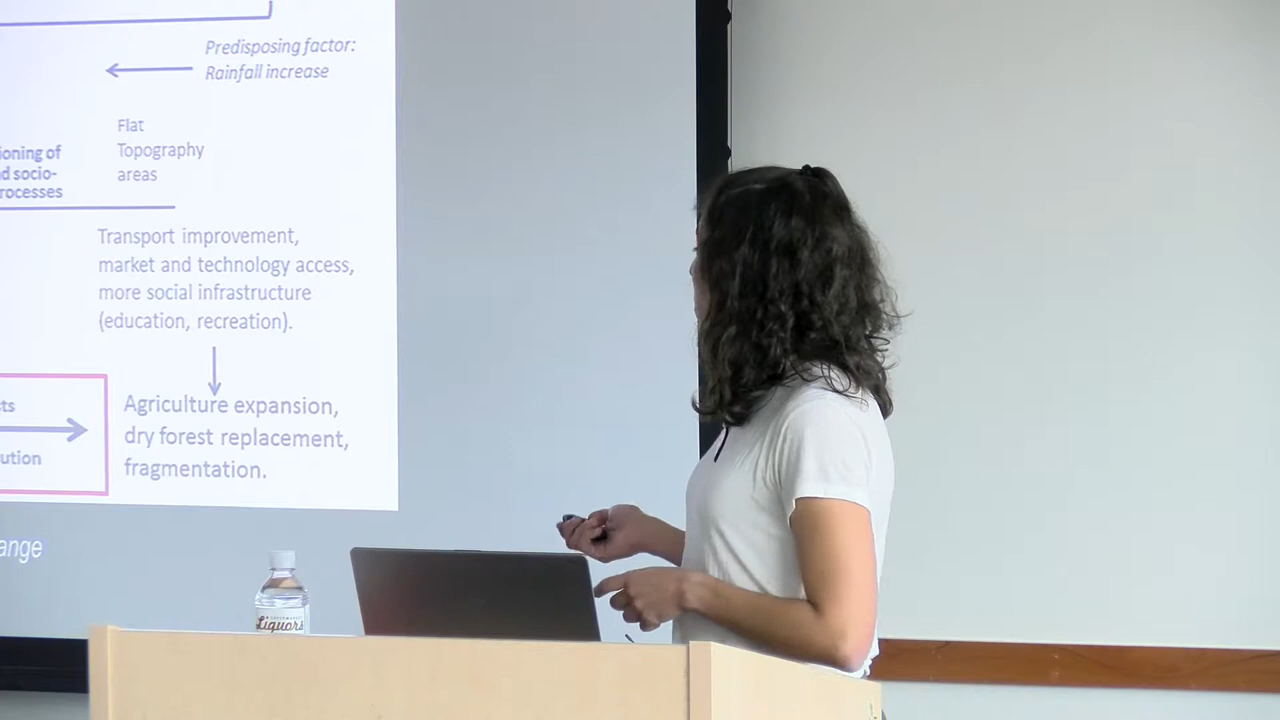 Predisposing factor:
Rainfall increase
Flat
Topography
areas
ioning of
d socio-
rocesses
Transport improvement,
market and technology access,
more social infrastructure
(education, recreation).
sts
ution
Agriculture expansion,
dry forest replacement,
fragmentation.
ange
Liquors